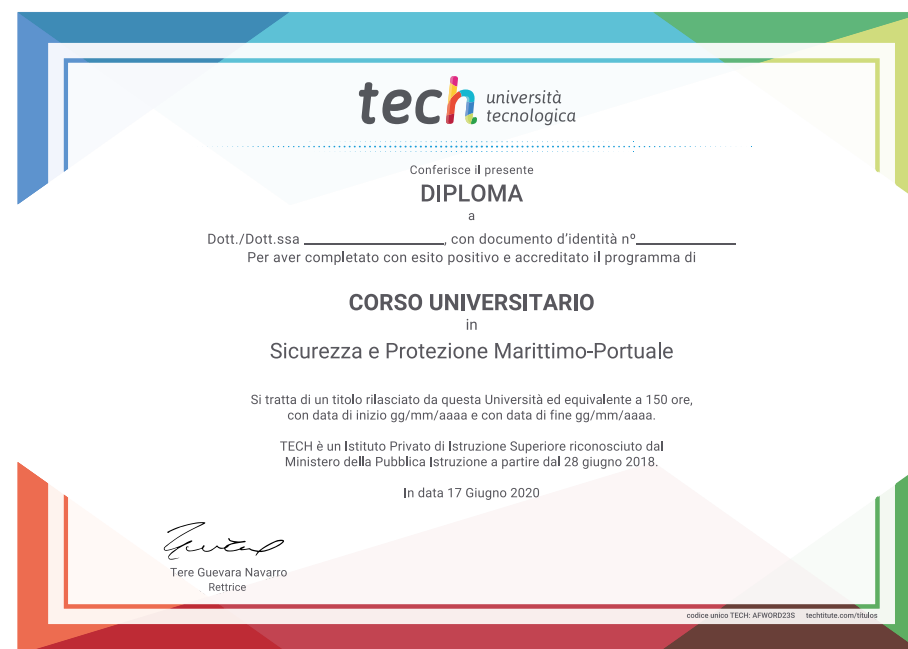 tech università
tecnologica
Conferisce il presente
DIPLOMA
a
Dott./Dott.ssa ____________________, con documento d'identità nº______________
Per aver completato con esito positivo e accreditato il programma di
CORSO UNIVERSITARIO
in
Sicurezza e Protezione Marittimo-Portuale
Si tratta di un titolo rilasciato da questa Università ed equivalente a 150 ore,
con data di inizio gg/mm/aaaa e con data di fine gg/mm/aaaa.
TECH è un Istituto Privato di Istruzione Superiore riconosciuto dal
Ministero della Pubblica Istruzione a partire dal 28 giugno 2018.
In data 17 Giugno 2020
Tere Guevara Navarro
Rettrice
codice unico TECH: AFWORD23S techtitute.com/titulos